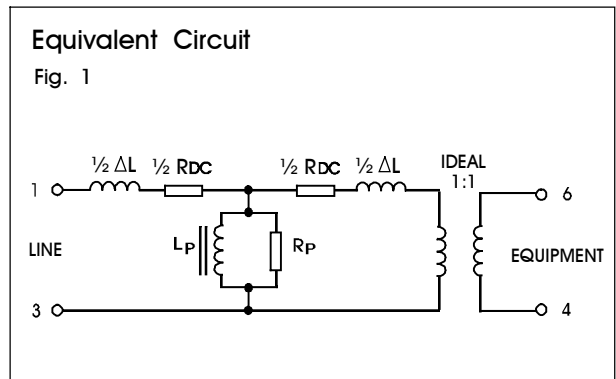 Equivalent Circuit
Fig. 1
½ ΔL ½ RDC ½ RDC ½ ΔL IDEAL
1:1
1 6
LP RP
LINE EQUIPMENT
3 4